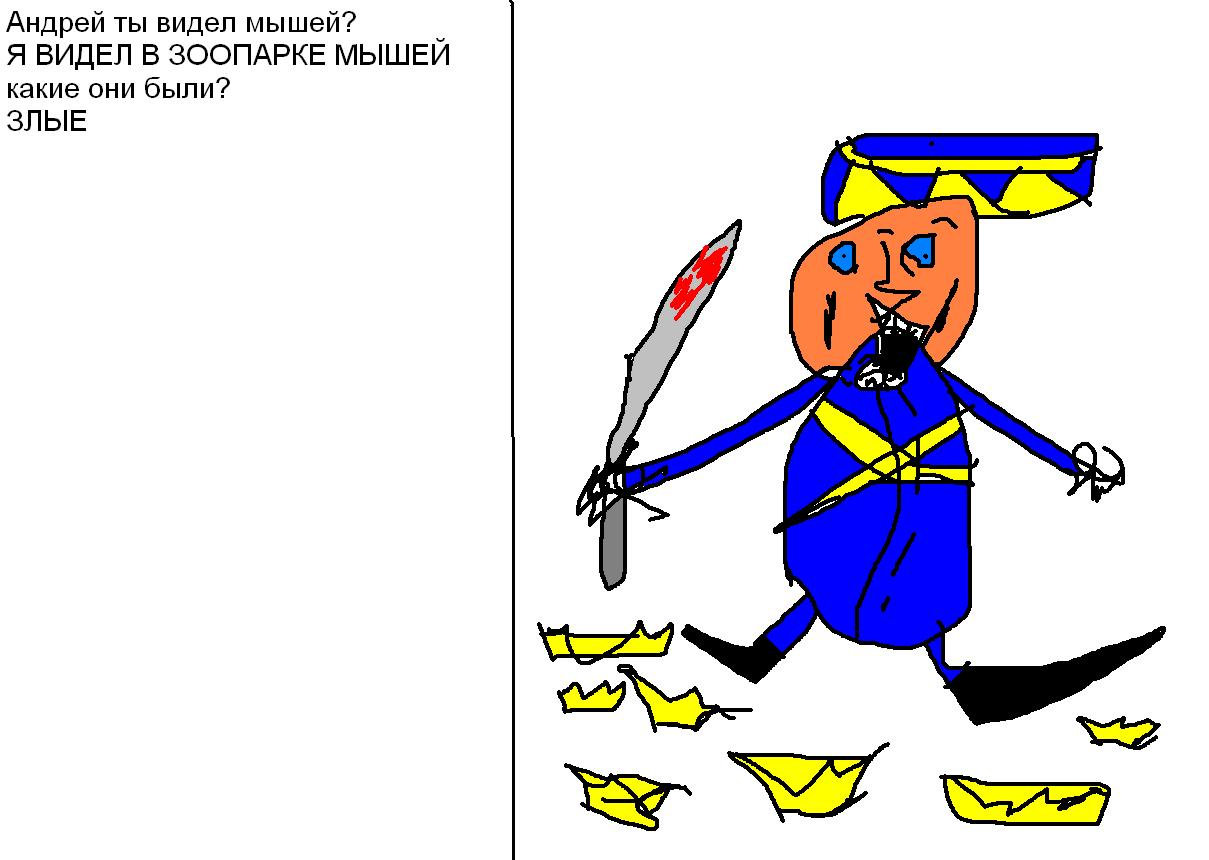 Андрей ты видел мышей?
Я ВИДЕЛ В ЗООПАРКЕ МЫШЕЙ
какие они были?
ЗЛЫЕ